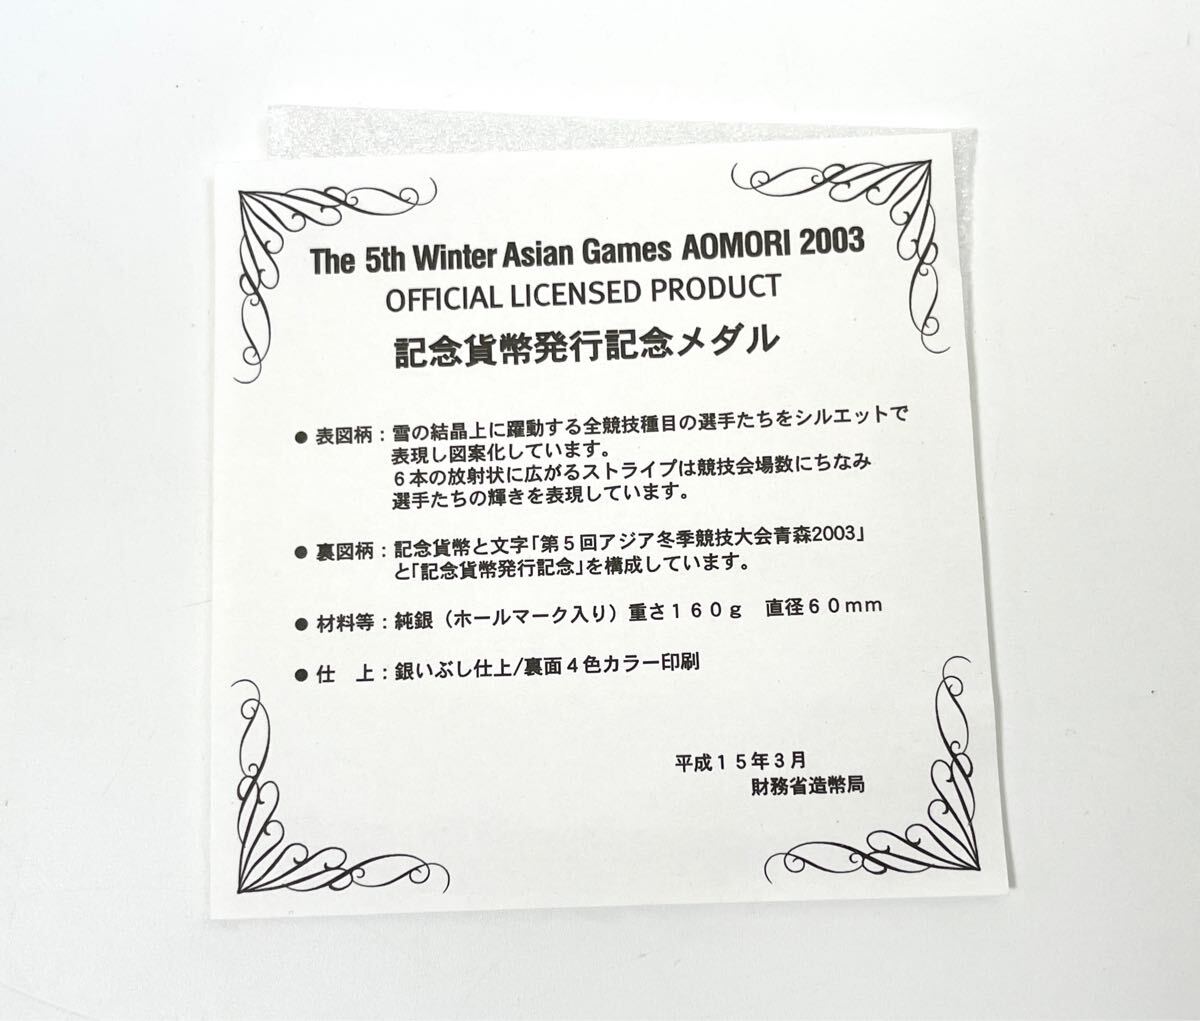 The 5th Winter Asian Games AOMORI 2003
OFFICIAL LICENSED PRODUCT
記念貨幣発行記念メダル
● 表図柄：雪の結晶上に躍動する全競技種目の選手たちをシルエットで
表現し図案化しています。
６本の放射状に広がるストライプは競技会場数にちなみ
選手たちの輝きを表現しています。
● 裏図柄：記念貨幣と文字｢第５回アジア冬季競技大会青森2003｣
と｢記念貨幣発行記念｣を構成しています。
● 材料等：純銀（ホールマーク入り）重さ１６０ｇ　直径６０ｍｍ
● 仕　上：銀いぶし仕上/裏面４色カラー印刷
平成１５年３月
財務省造幣局